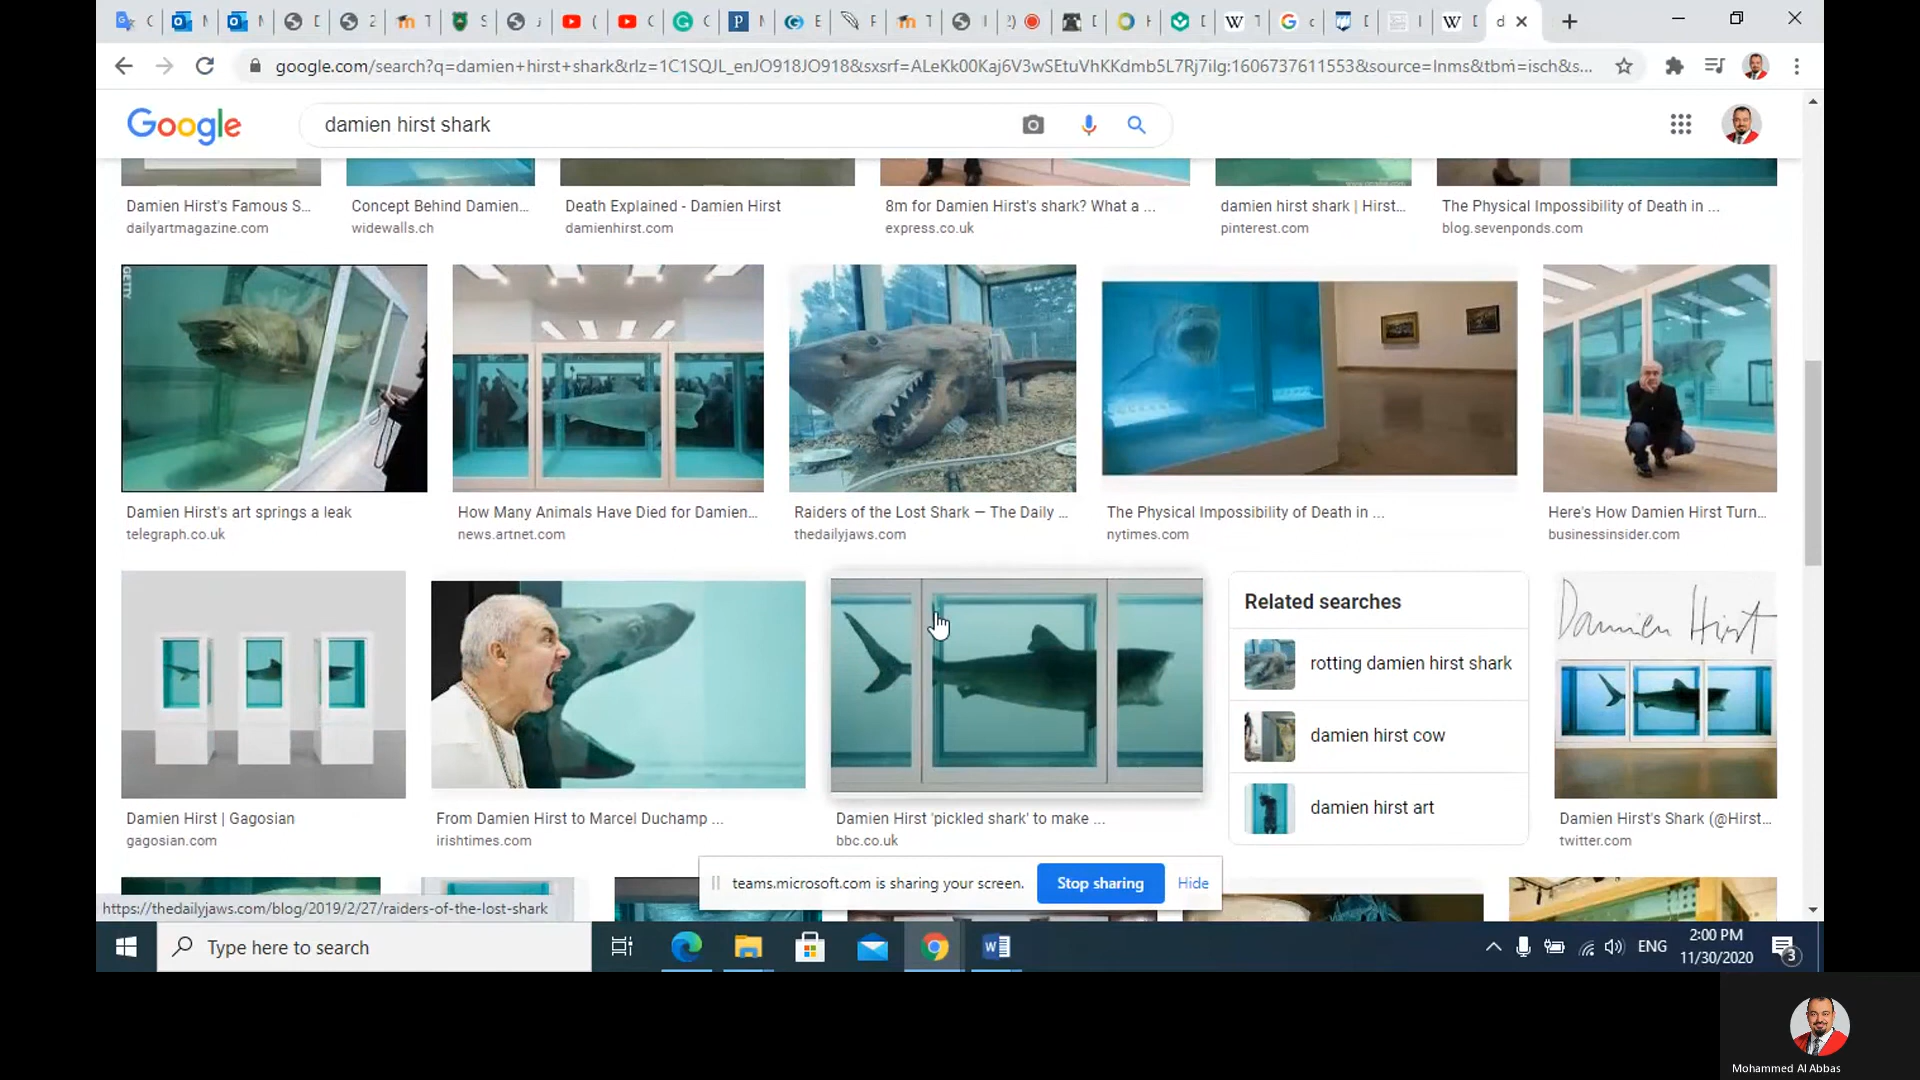 google.com/search?q=damien+hirst+shark&rlz=1C1SQJL_enJO918JO918&sxsrf=ALeKk00Kaj6V3wSEtuVhKKdmb5L7Rj7iIg:1606737611553&source=lnms&tbm=isch&s...
Google
damien hirst shark
Damien Hirst's Famous S...
dailyartmagazine.com
Concept Behind Damien...
widewalls.ch
Death Explained - Damien Hirst
damienhirst.com
8m for Damien Hirst's shark? What a ...
express.co.uk
damien hirst shark | Hirst...
pinterest.com
The Physical Impossibility of Death in ...
blog.sevenponds.com
GETTY
Damien Hirst's art springs a leak
telegraph.co.uk
How Many Animals Have Died for Damien...
news.artnet.com
Raiders of the Lost Shark — The Daily ...
thedailyjaws.com
The Physical Impossibility of Death in ...
nytimes.com
Here's How Damien Hirst Turn...
businessinsider.com
Damien Hirst | Gagosian
gagosian.com
From Damien Hirst to Marcel Duchamp ...
irishtimes.com
Damien Hirst 'pickled shark' to make ...
bbc.co.uk
Related searches
rotting damien hirst shark
damien hirst cow
damien hirst art
Damien Hirst
Damien Hirst's Shark (@Hirst...
twitter.com
teams.microsoft.com is sharing your screen.
Stop sharing
Hide
https://thedailyjaws.com/blog/2019/2/27/raiders-of-the-lost-shark
Type here to search
ENG
2:00 PM
11/30/2020
3
Mohammed Al Abbas